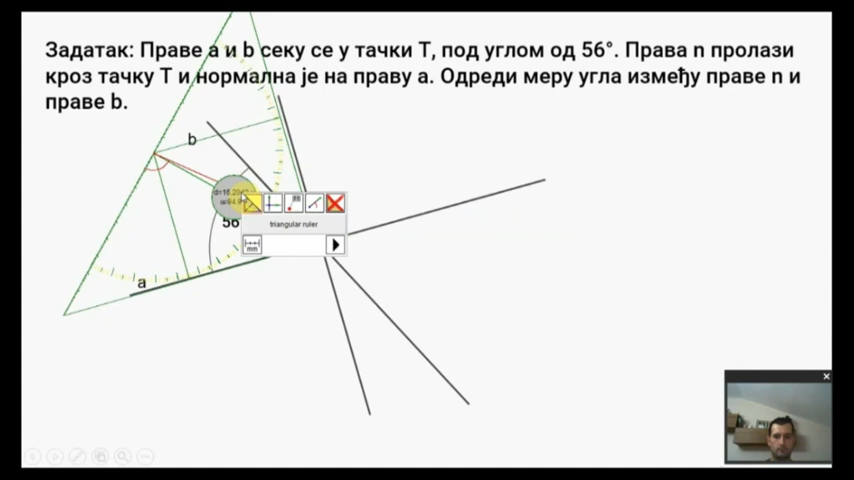 Задатак: Праве a и b секу се у тачки Т, под углом од 56°. Права n пролази
кроз тачку Т и нормална је на праву a. Одреди меру угла између праве n и
праве b.
b
56
triangular ruler
mm
a